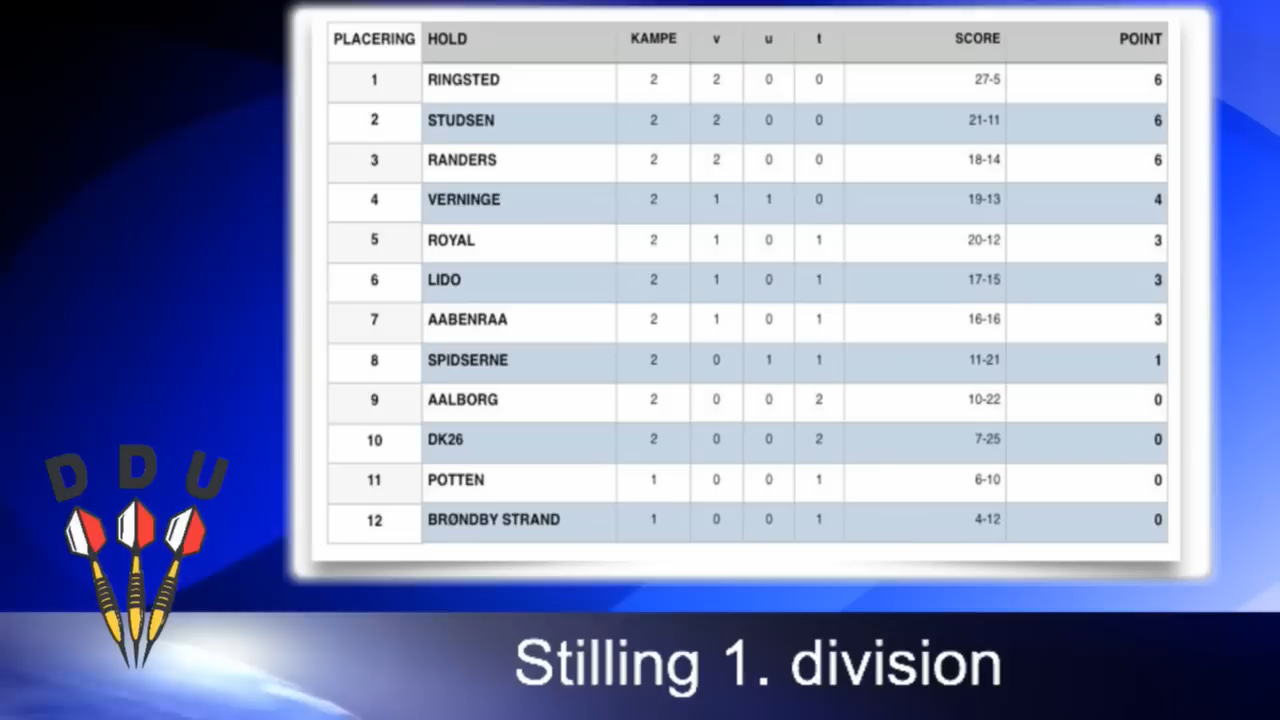 PLACERING HOLD KAMPE v u t SCORE POINT
1 RINGSTED 2 2 0 0 27-5 6
2 STUDSEN 2 2 0 0 21-11 6
3 RANDERS 2 2 0 0 18-14 6
4 VERNINGE 2 1 1 0 19-13 4
5 ROYAL 2 1 0 1 20-12 3
6 LIDO 2 1 0 1 17-15 3
7 AABENRAA 2 1 0 1 16-16 3
8 SPIDSERNE 2 0 1 1 11-21 1
9 AALBORG 2 0 0 2 10-22 0
10 DK26 2 0 0 2 7-25 0
11 POTTEN 1 0 0 1 6-10 0
12 BRØNDBY STRAND 1 0 0 1 4-12 0
DDU
Stilling 1. division